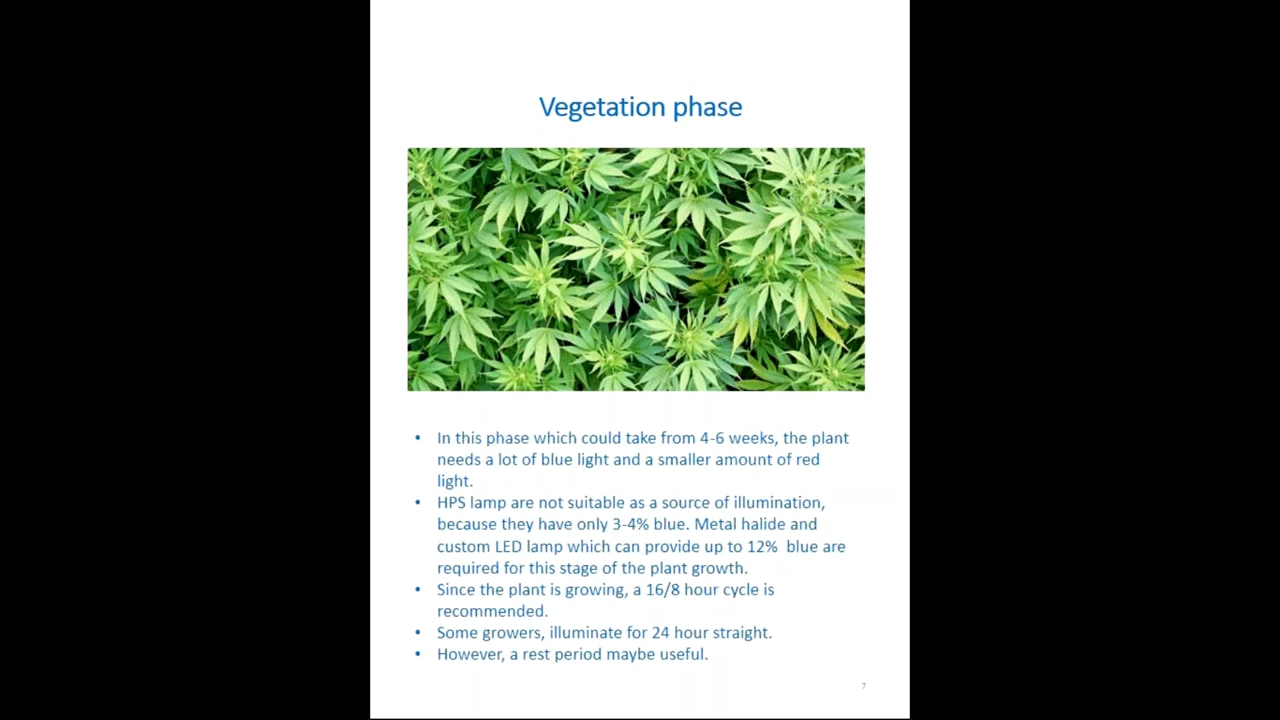 Vegetation phase
• In this phase which could take from 4-6 weeks, the plant
needs a lot of blue light and a smaller amount of red
light.
• HPS lamp are not suitable as a source of illumination,
because they have only 3-4% blue. Metal halide and
custom LED lamp which can provide up to 12%  blue are
required for this stage of the plant growth.
• Since the plant is growing, a 16/8 hour cycle is
recommended.
• Some growers, illuminate for 24 hour straight.
• However, a rest period maybe useful.
7